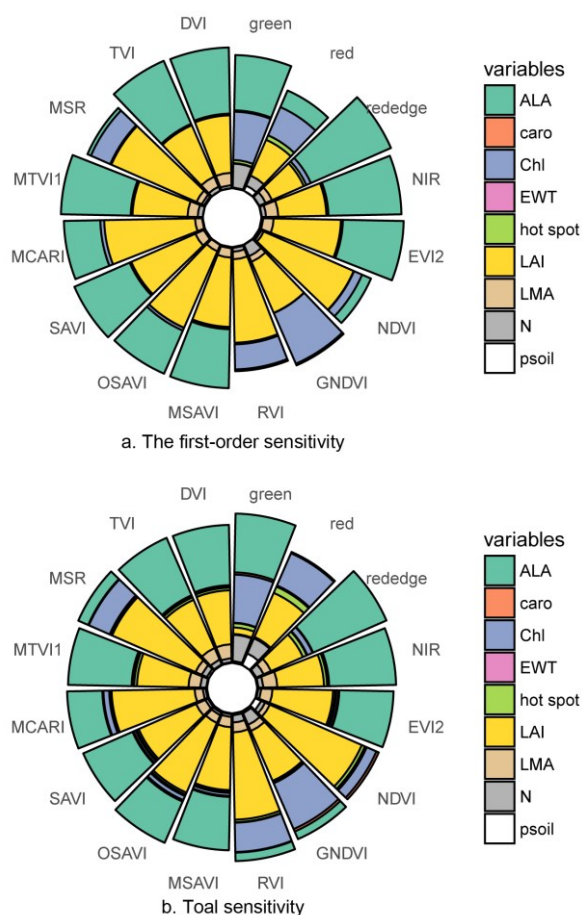 DVI
green
TVI
red
MSR
rededge
MTVI1
NIR
MCARI
EVI2
SAVI
NDVI
OSAVI
GNDVI
MSAVI
RVI
variables
ALA
caro
Chl
EWT
hot spot
LAI
LMA
N
psoil
a. The first-order sensitivity
DVI
green
TVI
red
MSR
rededge
MTVI1
NIR
MCARI
EVI2
SAVI
NDVI
OSAVI
GNDVI
MSAVI
RVI
variables
ALA
caro
Chl
EWT
hot spot
LAI
LMA
N
psoil
b. Toal sensitivity